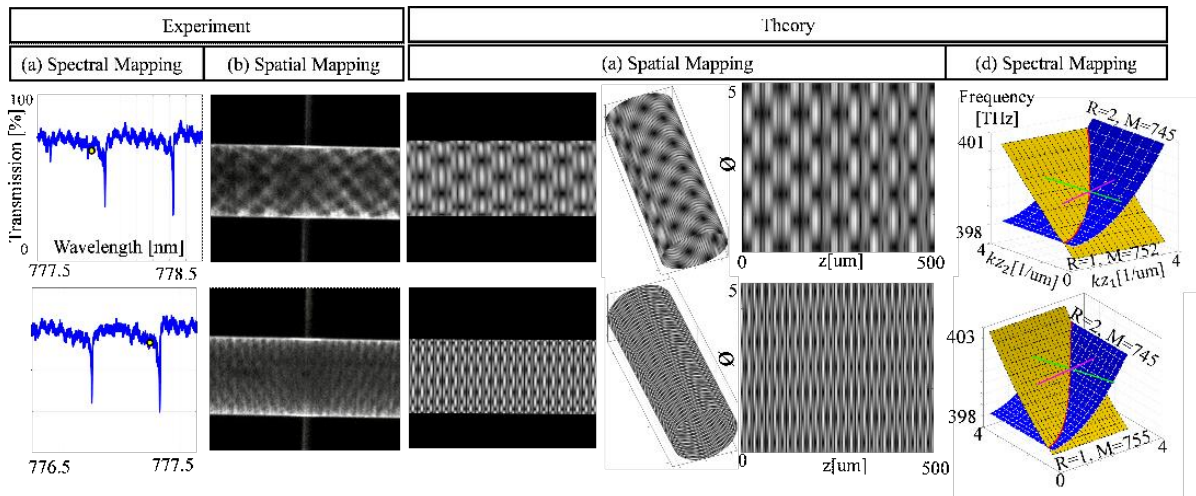 Experiment
Theory
(a) Spectral Mapping
(b) Spatial Mapping
(a) Spatial Mapping
(d) Spectral Mapping
Transmission [%]
100
0
Wavelength [nm]
777.5
778.5
Ø
5
0
z[um]
500
Frequency
[THz]
401
398
R=2, M=745
R=1, M=752
4
kz2[1/um]
0
kz1[1/um]
4
776.5
777.5
Ø
5
0
z[um]
500
403
398
R=2, M=745
R=1, M=755
4
0
4